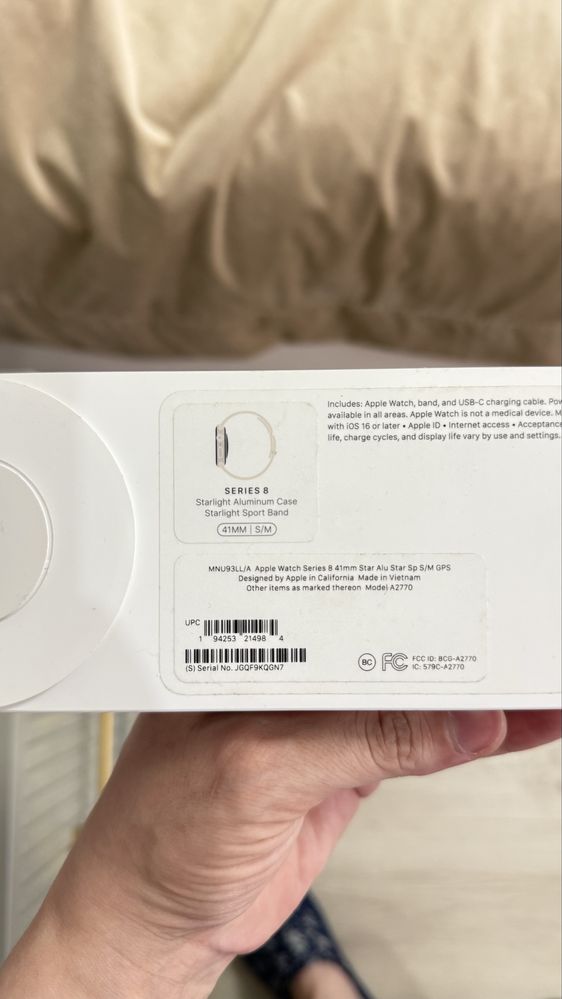 Includes: Apple Watch, band, and USB-C charging cable. Pow
available in all areas. Apple Watch is not a medical device. M
with iOS 16 or later • Apple ID • Internet access • Acceptance
life, charge cycles, and display life vary by use and settings.
SERIES 8
Starlight Aluminum Case
Starlight Sport Band
41MM | S/M
MNU93LL/A Apple Watch Series 8 41mm Star Alu Star Sp S/M GPS
Designed by Apple in California Made in Vietnam
Other items as marked thereon Model A2770
UPC
1 94253 21498 4
(S) Serial No. JGQF9KQGN7
BC FC FCC ID: BCG-A2770
IC: 579C-A2770